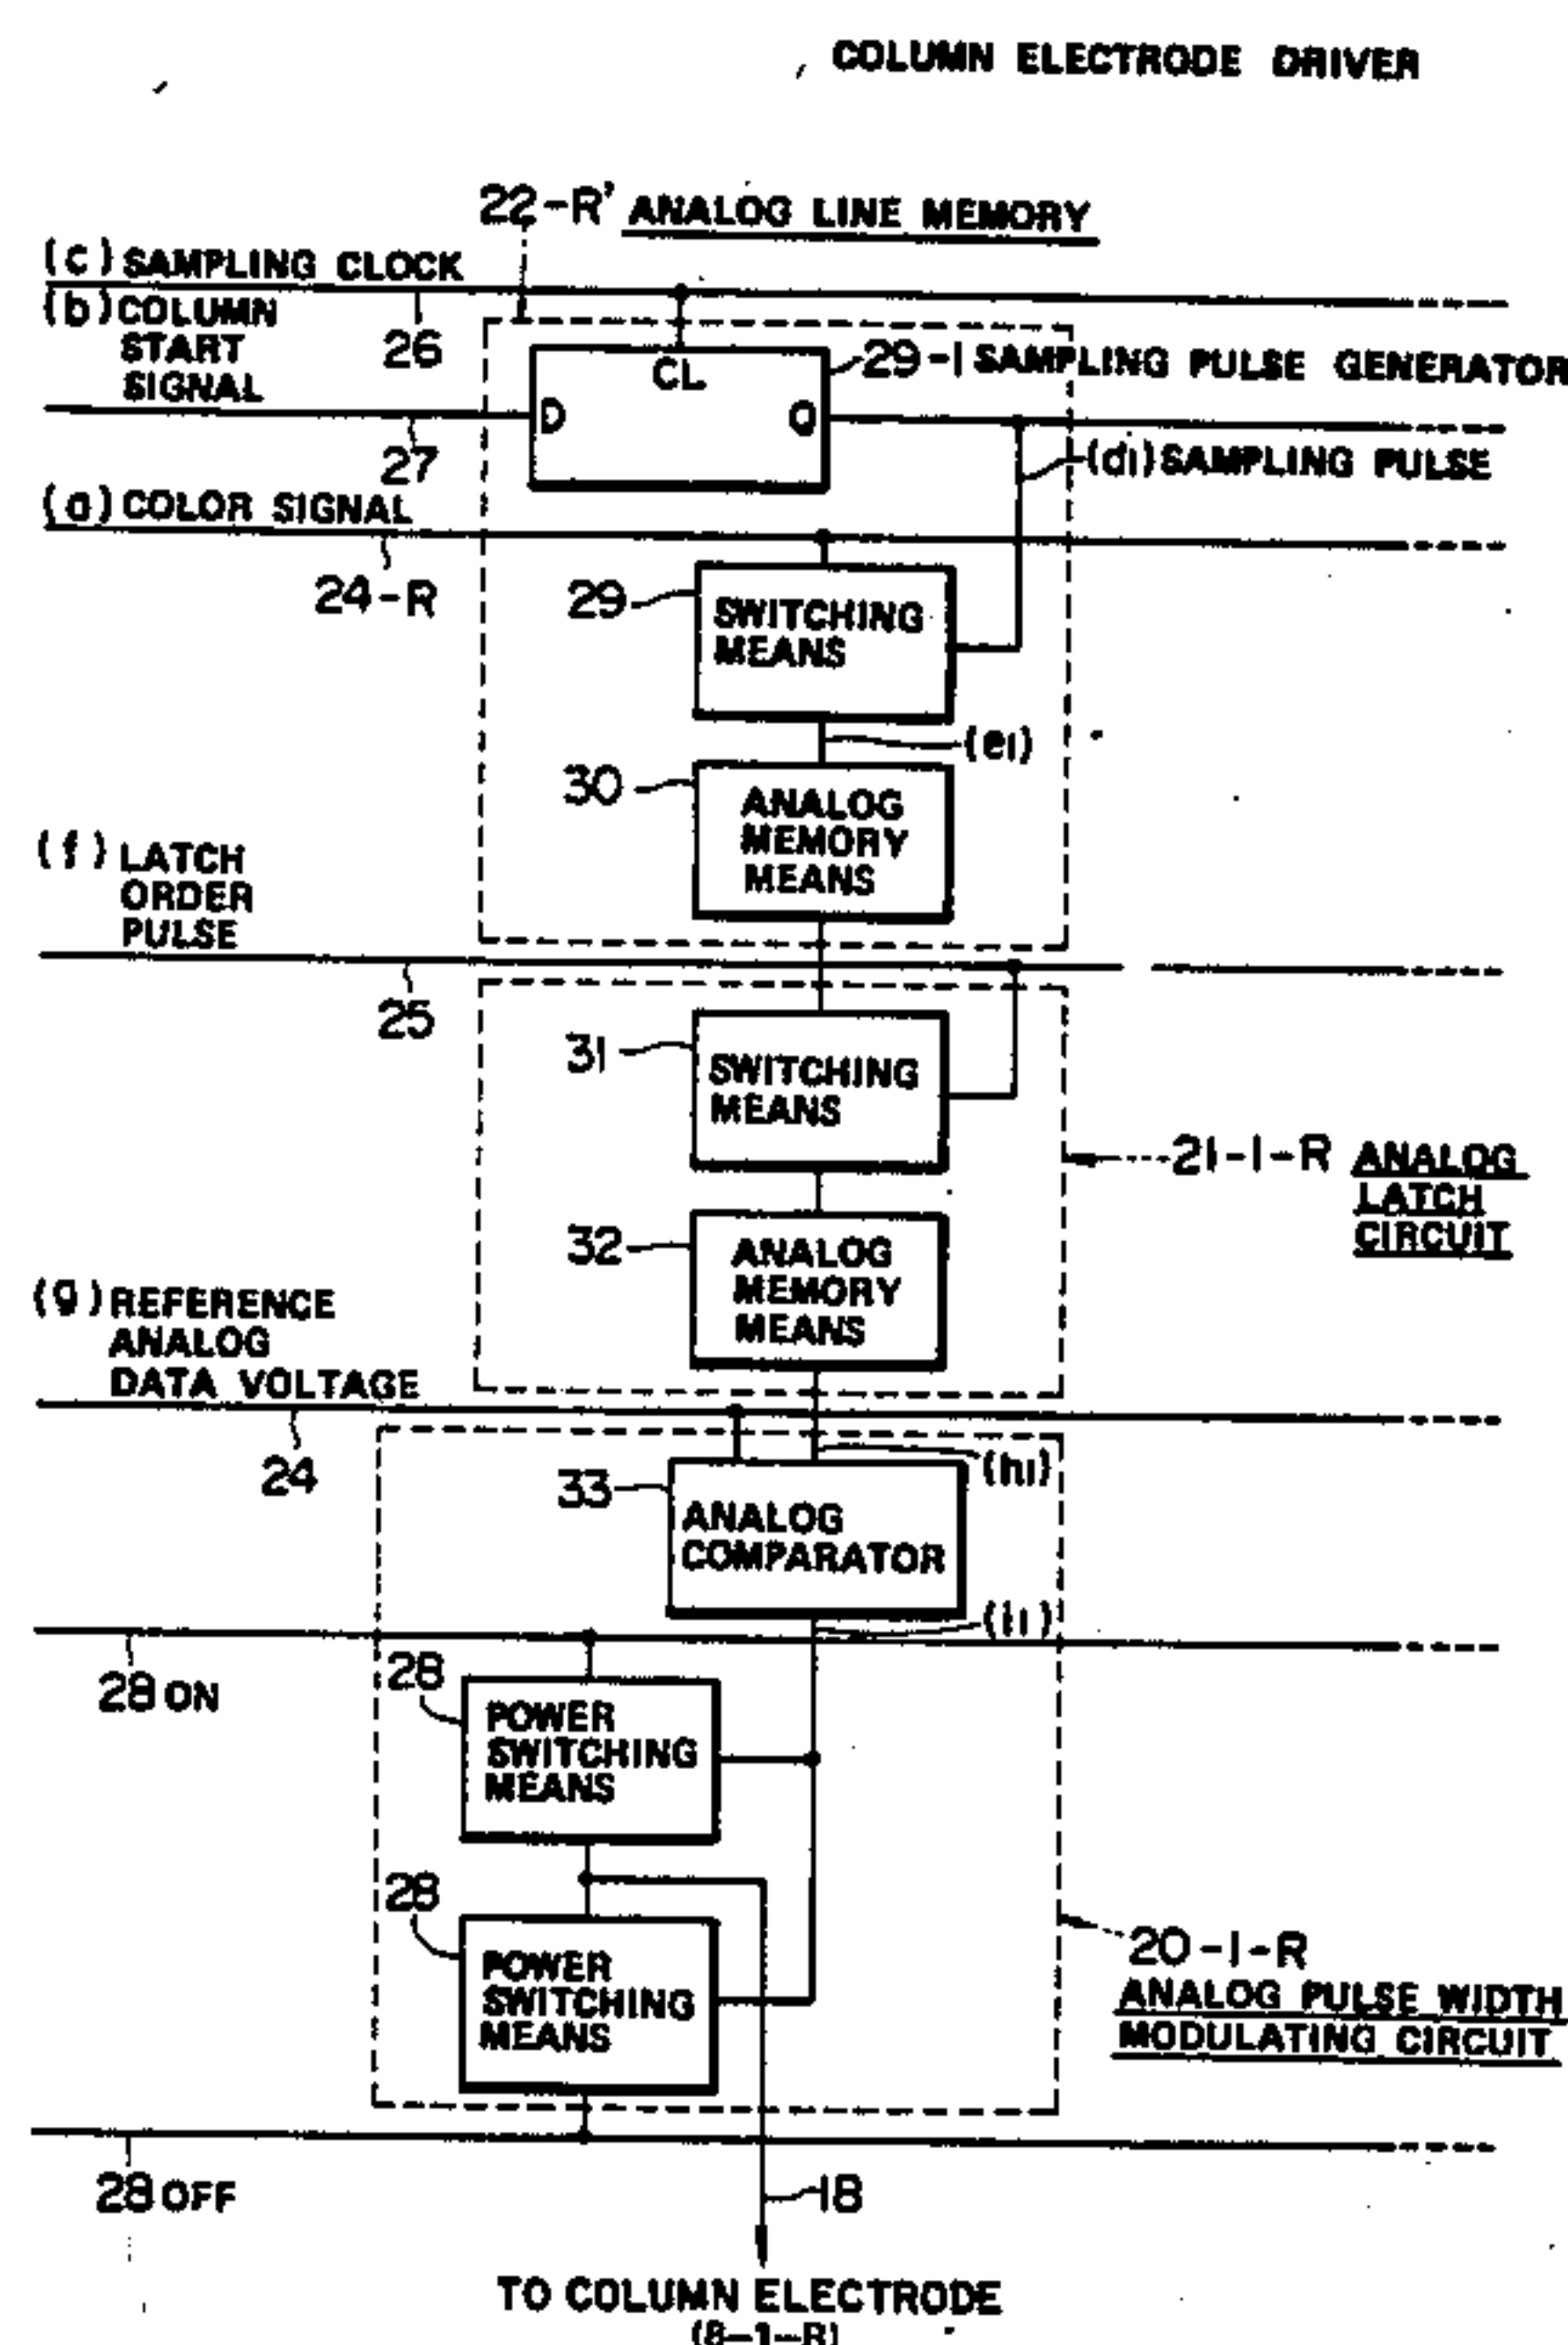 COLUMN ELECTRODE DRIVER
22-R' ANALOG LINE MEMORY
(c) SAMPLING CLOCK
(b) COLUMN
START
SIGNAL
26
CL
29-1 SAMPLING PULSE GENERATOR
D
Q
27
(d1) SAMPLING PULSE
(a) COLOR SIGNAL
24-R
29
SWITCHING
MEANS
(e1)
30
ANALOG
MEMORY
MEANS
(f) LATCH
ORDER
PULSE
25
31
SWITCHING
MEANS
21-1-R ANALOG
LATCH
CIRCUIT
32
ANALOG
MEMORY
MEANS
(g) REFERENCE
ANALOG
DATA VOLTAGE
24
(h1)
33
ANALOG
COMPARATOR
(i1)
28 ON
28
POWER
SWITCHING
MEANS
28
POWER
SWITCHING
MEANS
20-1-R
ANALOG PULSE WIDTH
MODULATING CIRCUIT
28 OFF
18
TO COLUMN ELECTRODE
(8-1-R)